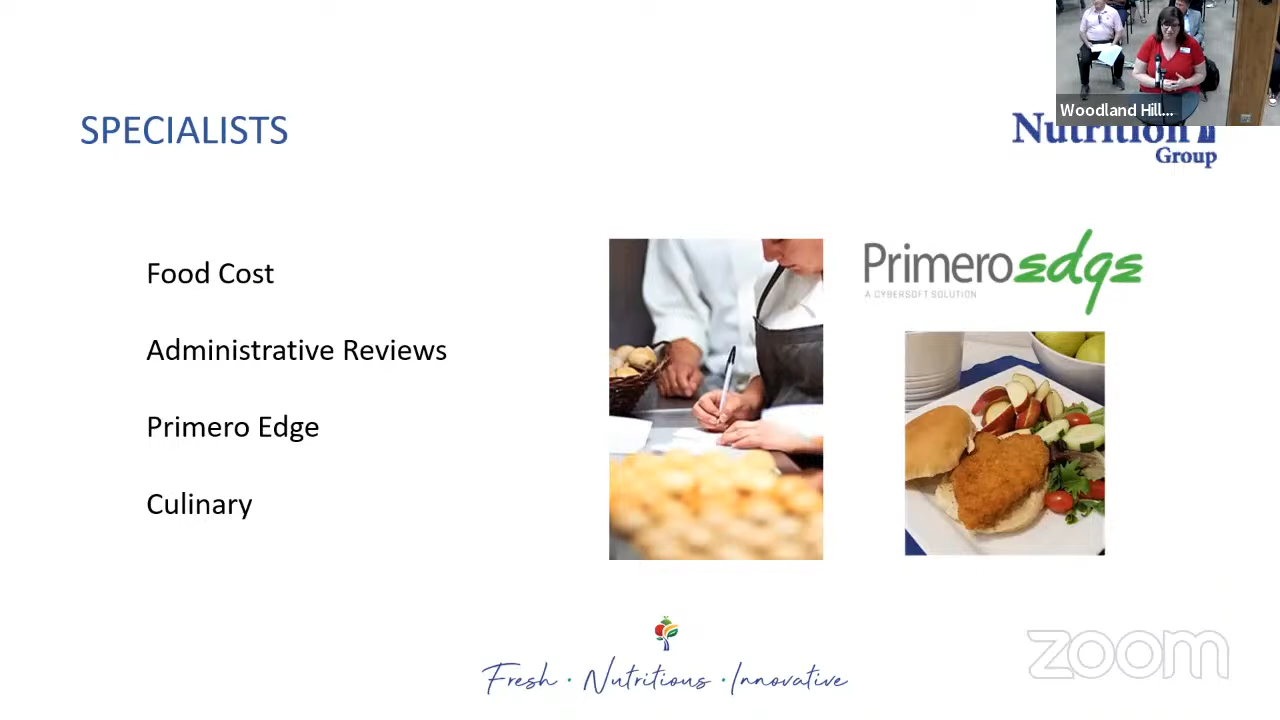 Woodland Hill...
SPECIALISTS
Nutrition
Group
Food Cost
Administrative Reviews
Primero Edge
Culinary
Primeroedge
A CYBERSOFT SOLUTION
Fresh · Nutritious · Innovative
zoom